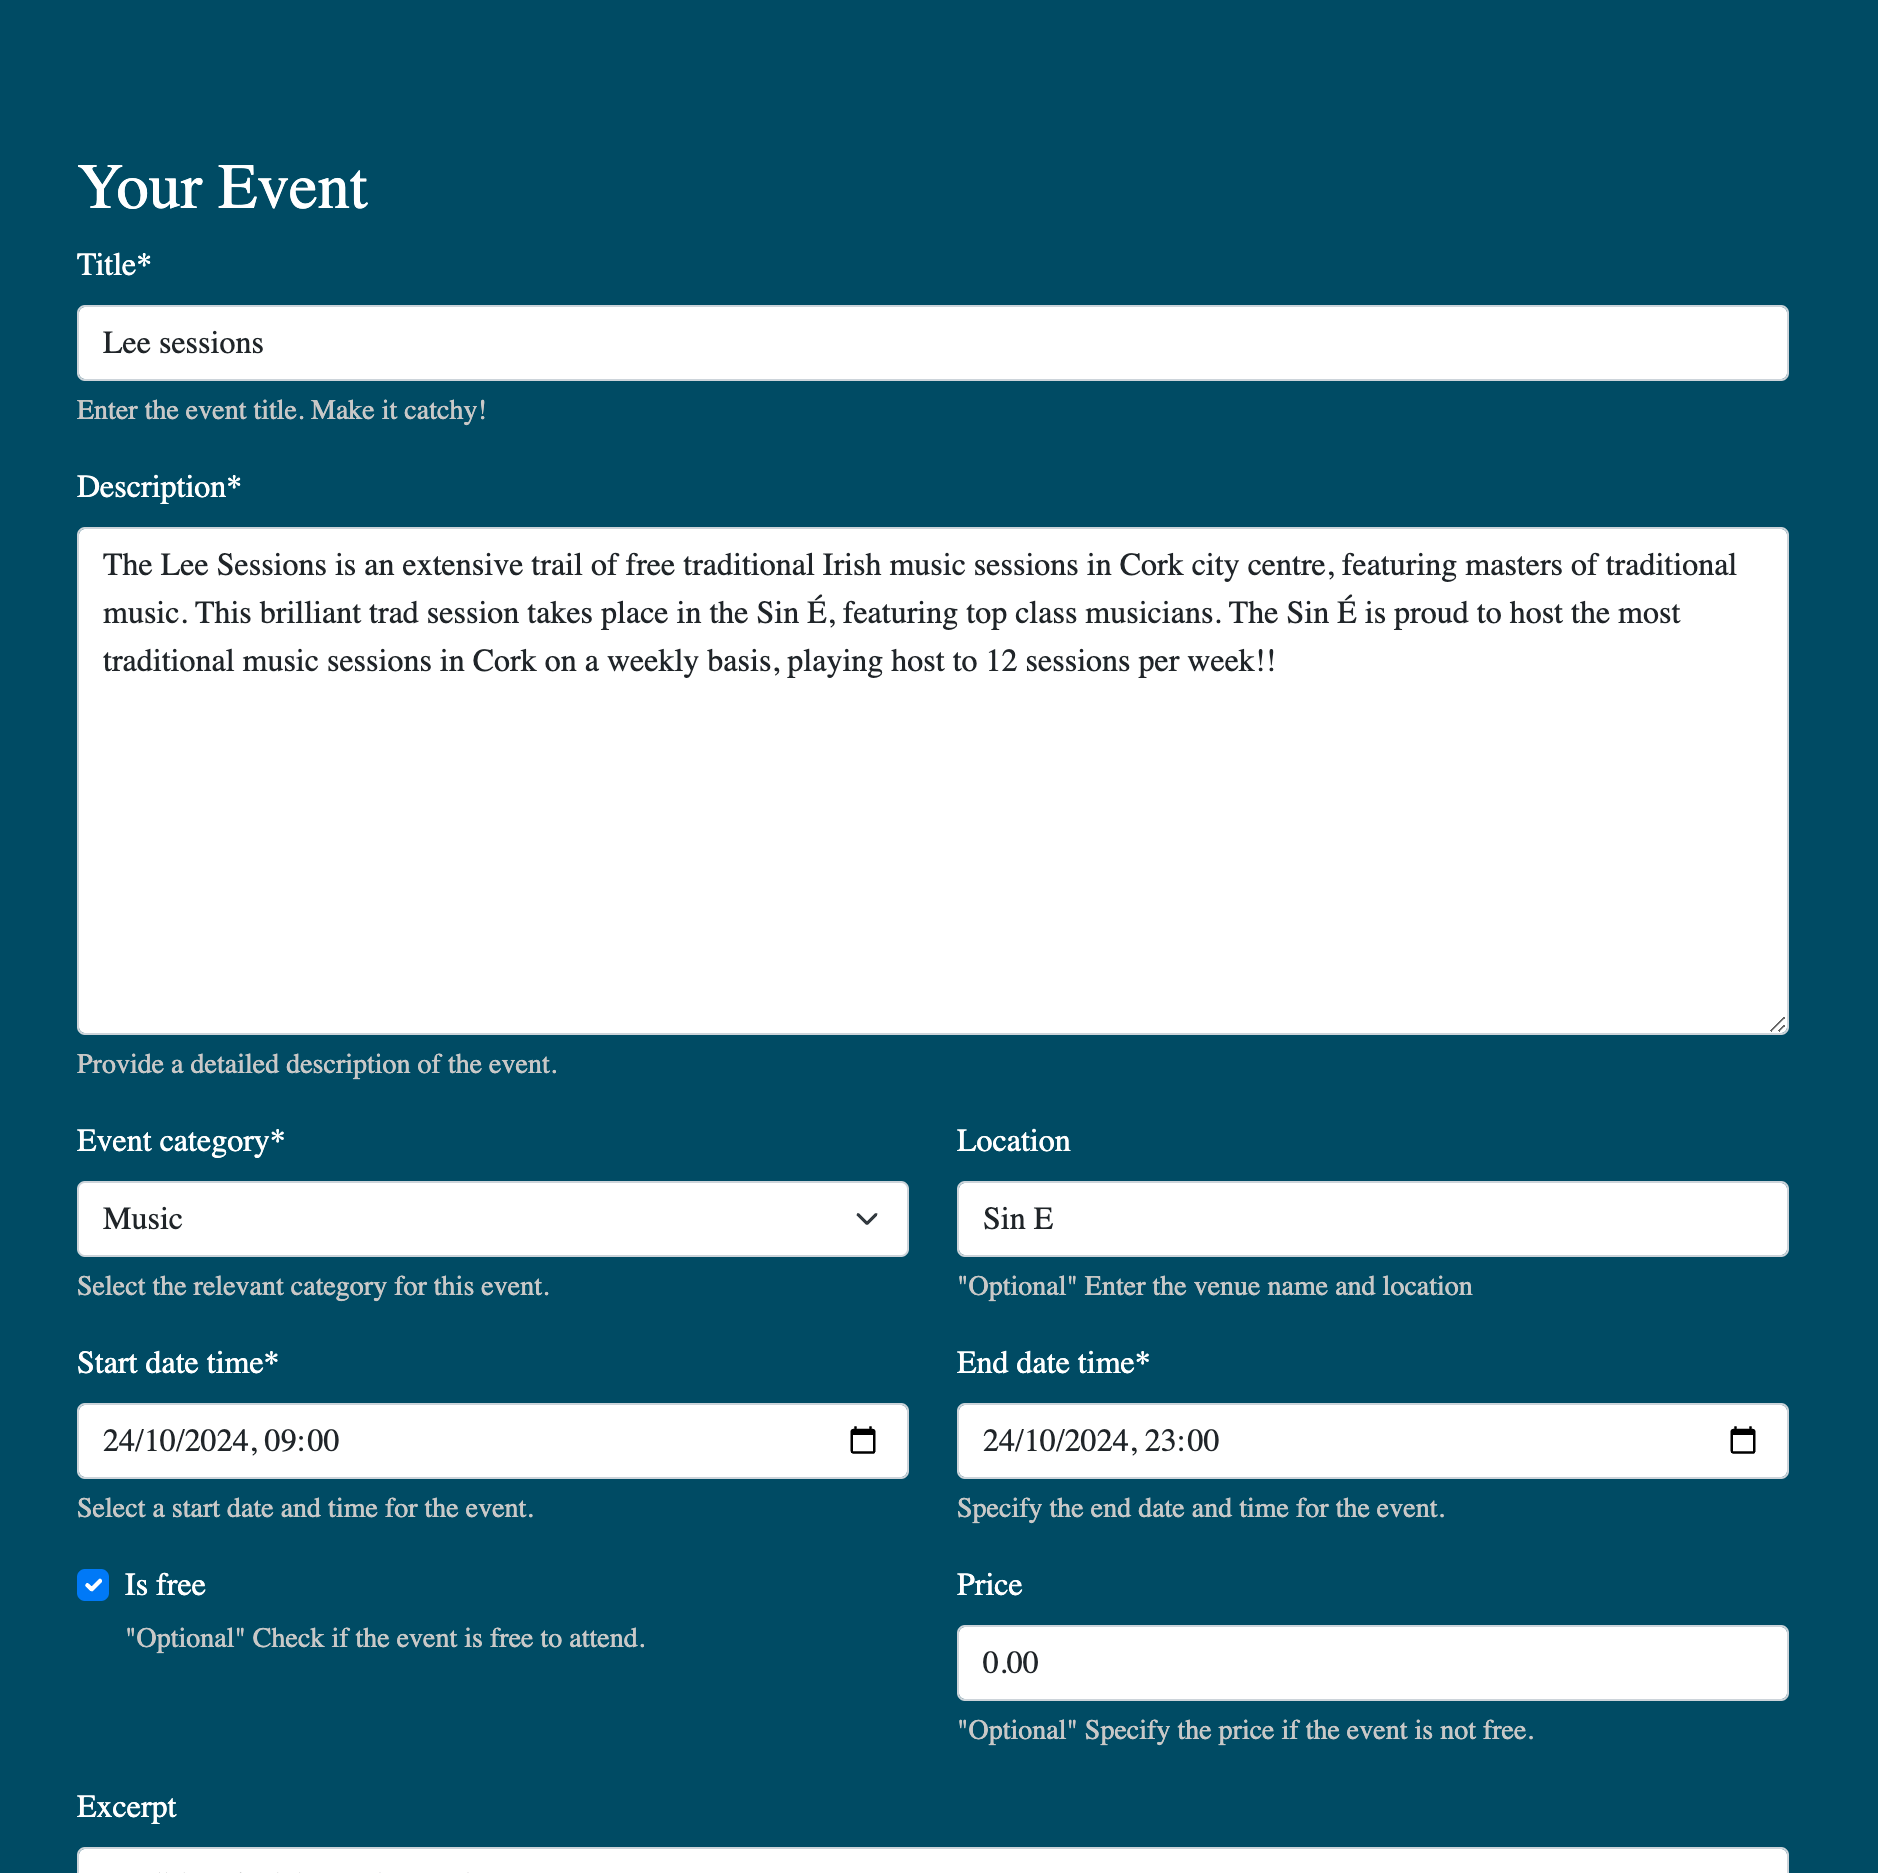 Your Event
Title*
Lee sessions
Enter the event title. Make it catchy!
Description*
The Lee Sessions is an extensive trail of free traditional Irish music sessions in Cork city centre, featuring masters of traditional
music. This brilliant trad session takes place in the Sin É, featuring top class musicians. The Sin É is proud to host the most
traditional music sessions in Cork on a weekly basis, playing host to 12 sessions per week!!
Provide a detailed description of the event.
Event category*
Location
Music
Sin E
Select the relevant category for this event.
"Optional" Enter the venue name and location
Start date time*
End date time*
24/10/2024, 09:00
24/10/2024, 23:00
Select a start date and time for the event.
Specify the end date and time for the event.
Is free
Price
"Optional" Check if the event is free to attend.
0.00
"Optional" Specify the price if the event is not free.
Excerpt